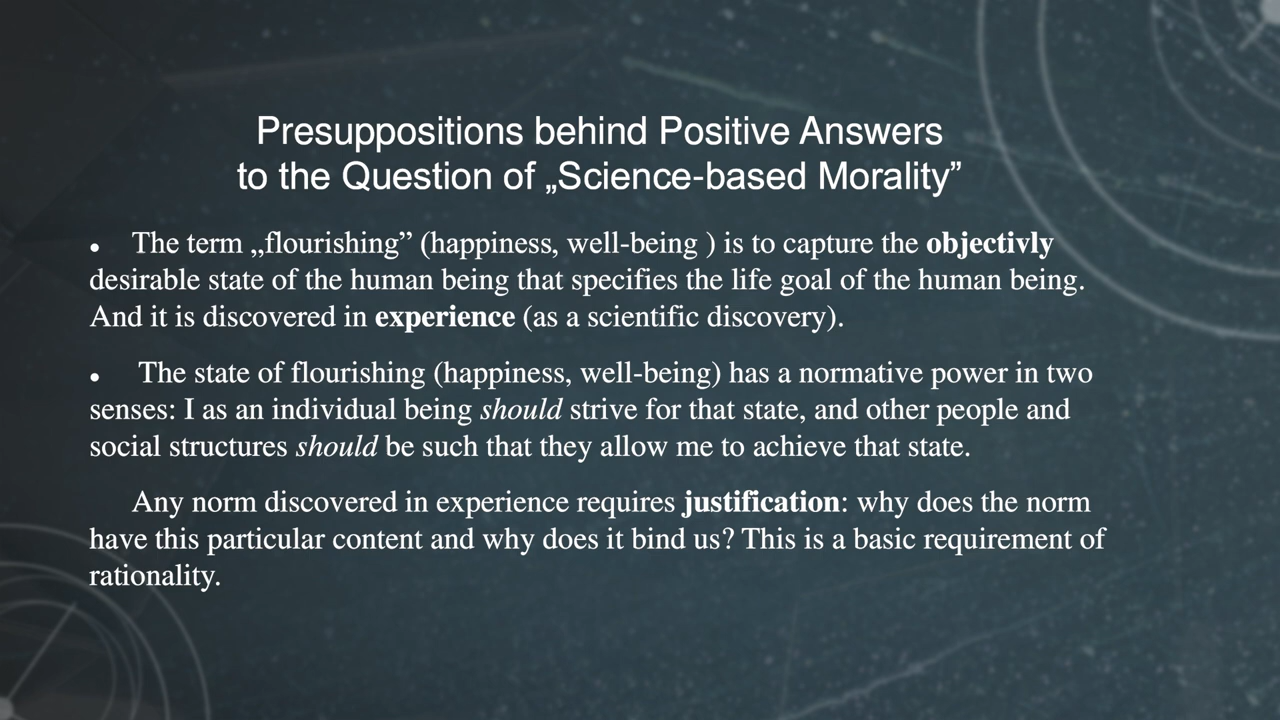 Presuppositions behind Positive Answers
to the Question of „Science-based Morality”
● The term „flourishing” (happiness, well-being ) is to capture the objectivly
desirable state of the human being that specifies the life goal of the human being.
And it is discovered in experience (as a scientific discovery).
● The state of flourishing (happiness, well-being) has a normative power in two
senses: I as an individual being should strive for that state, and other people and
social structures should be such that they allow me to achieve that state.
Any norm discovered in experience requires justification: why does the norm
have this particular content and why does it bind us? This is a basic requirement of
rationality.